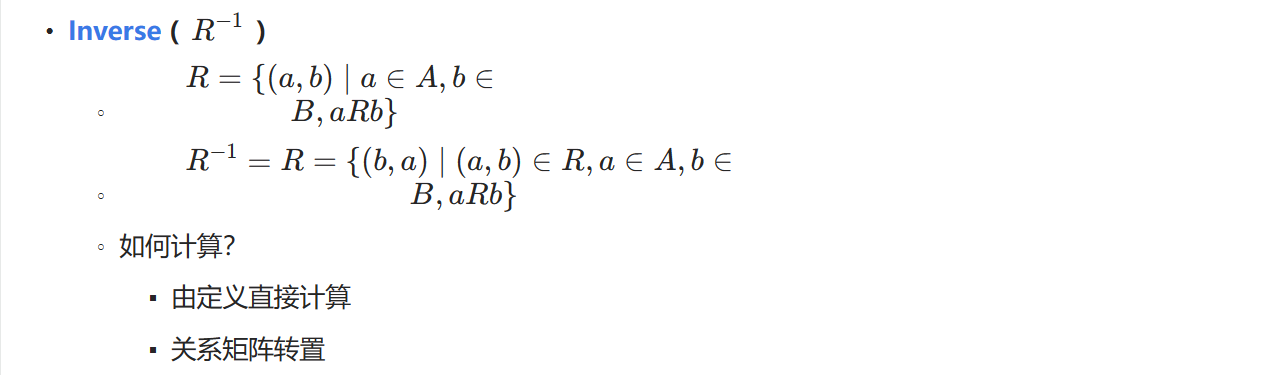 • Inverse ( R⁻¹ )
R = {(a, b) | a ∈ A, b ∈
◦ B, aRb}
R⁻¹ = R = {(b, a) | (a, b) ∈ R, a ∈ A, b ∈
◦ B, aRb}
◦ 如何计算？
▪ 由定义直接计算
▪ 关系矩阵转置